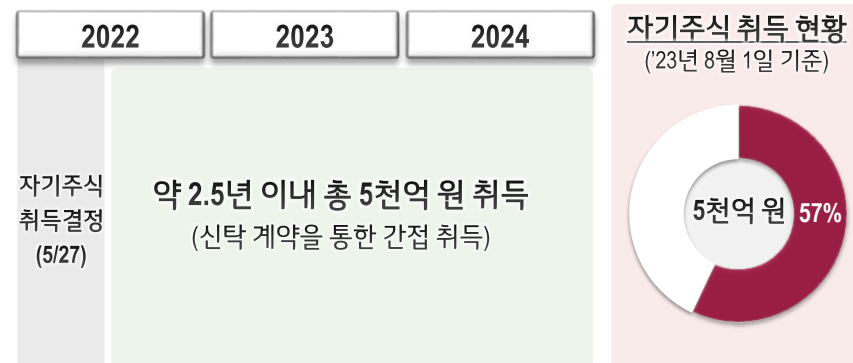 2022
2023
2024
자기주식
취득결정
(5/27)
약 2.5년 이내 총 5천억 원 취득
(신탁 계약을 통한 간접 취득)
자기주식 취득 현황
(’23년 8월 1일 기준)
5천억 원
57%